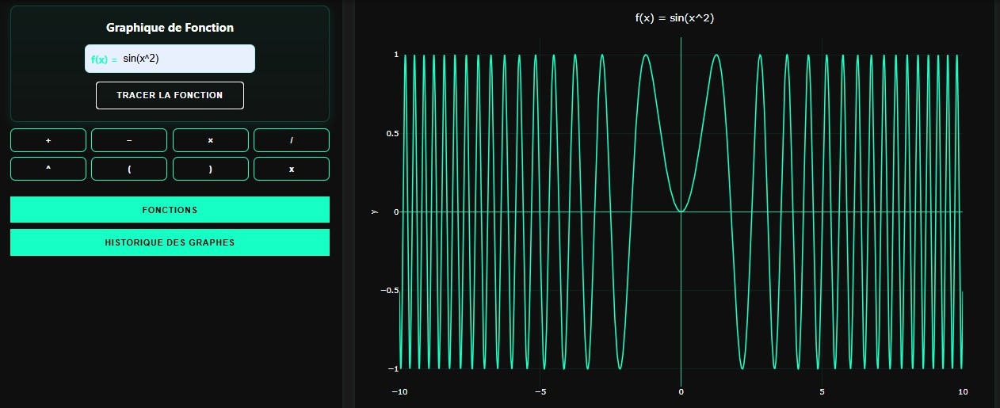 Graphique de Fonction
f(x) = sin(x^2)
TRACER LA FONCTION
+ − × /
^ ( ) x
FONCTIONS
HISTORIQUE DES GRAPHES
f(x) = sin(x^2)
1
0.5
0
−0.5
−1
y
−10 −5 0 5 10